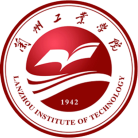 兰州工业学院
1942
LANZHOU INSTITUTE OF TECHNOLOGY